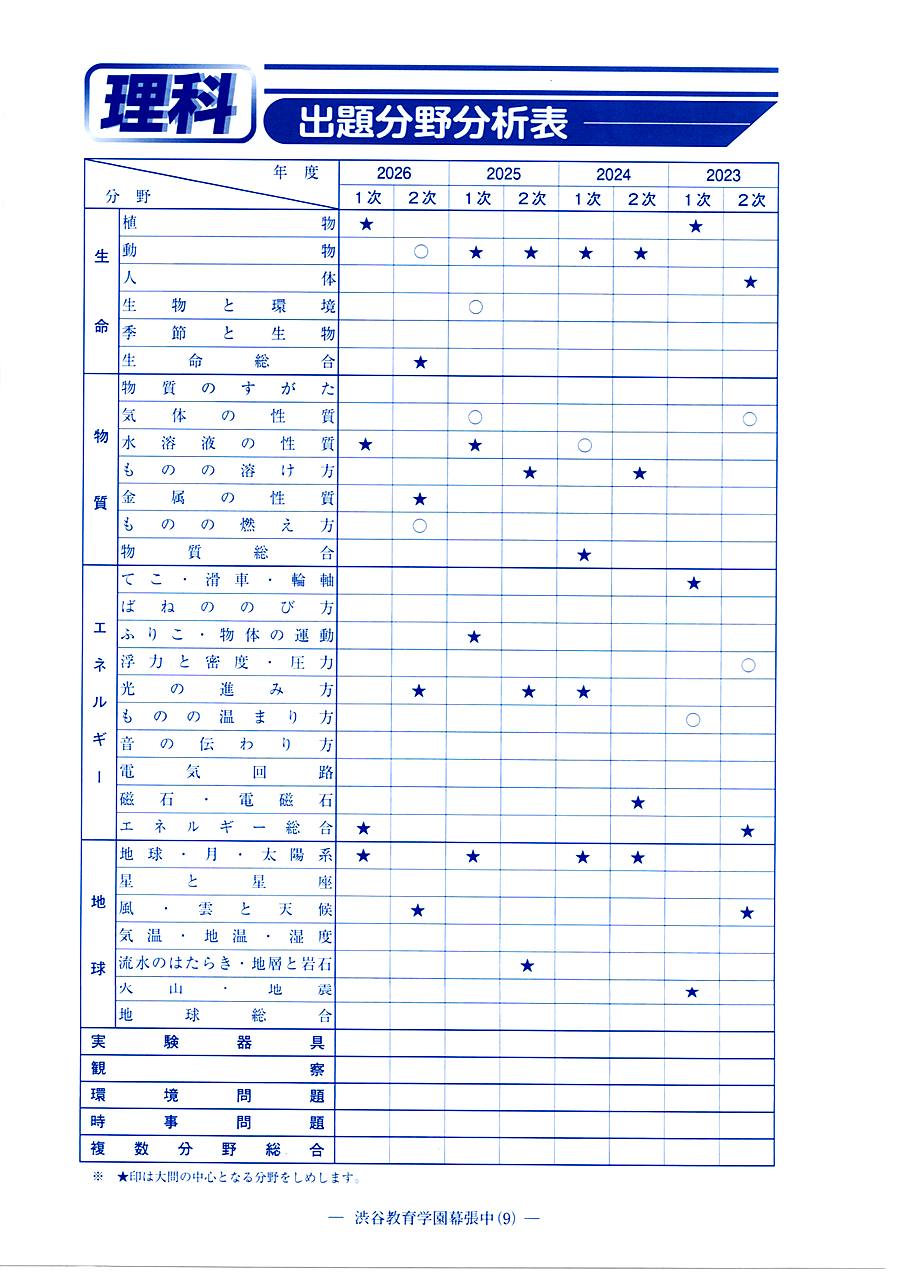 理科
出題分野分析表
年度 2026 2025 2024 2023
分野 1次 2次 1次 2次 1次 2次 1次 2次
生命
植物 ★ ★
動物 ○ ★ ★ ★ ★
人体 ★
生物と環境 ○
季節と生物
生命総合 ★
物質
物質のすがた
気体の性質 ○ ○
水溶液の性質 ★ ★ ○
ものの溶け方 ★ ★
金属の性質 ★
ものの燃え方 ○
物質総合 ★
エネルギー
てこ・滑車・輪軸 ★
ばねののび方
ふりこ・物体の運動 ★
浮力と密度・圧力 ○
光の進み方 ★ ★ ★
ものの温まり方 ○
音の伝わり方
電気回路
磁石・電磁石 ★
エネルギー総合 ★ ★
地球
地球・月・太陽系 ★ ★ ★ ★
星と星座
風・雲と天候 ★ ★
気温・地温・湿度
流水のはたらき・地層と岩石 ★
火山・地震 ★
地球総合
実験器具
観察
環境問題
時事問題
複数分野総合
※ ★印は大問の中心となる分野をしめします。
— 渋谷教育学園幕張中(9) —